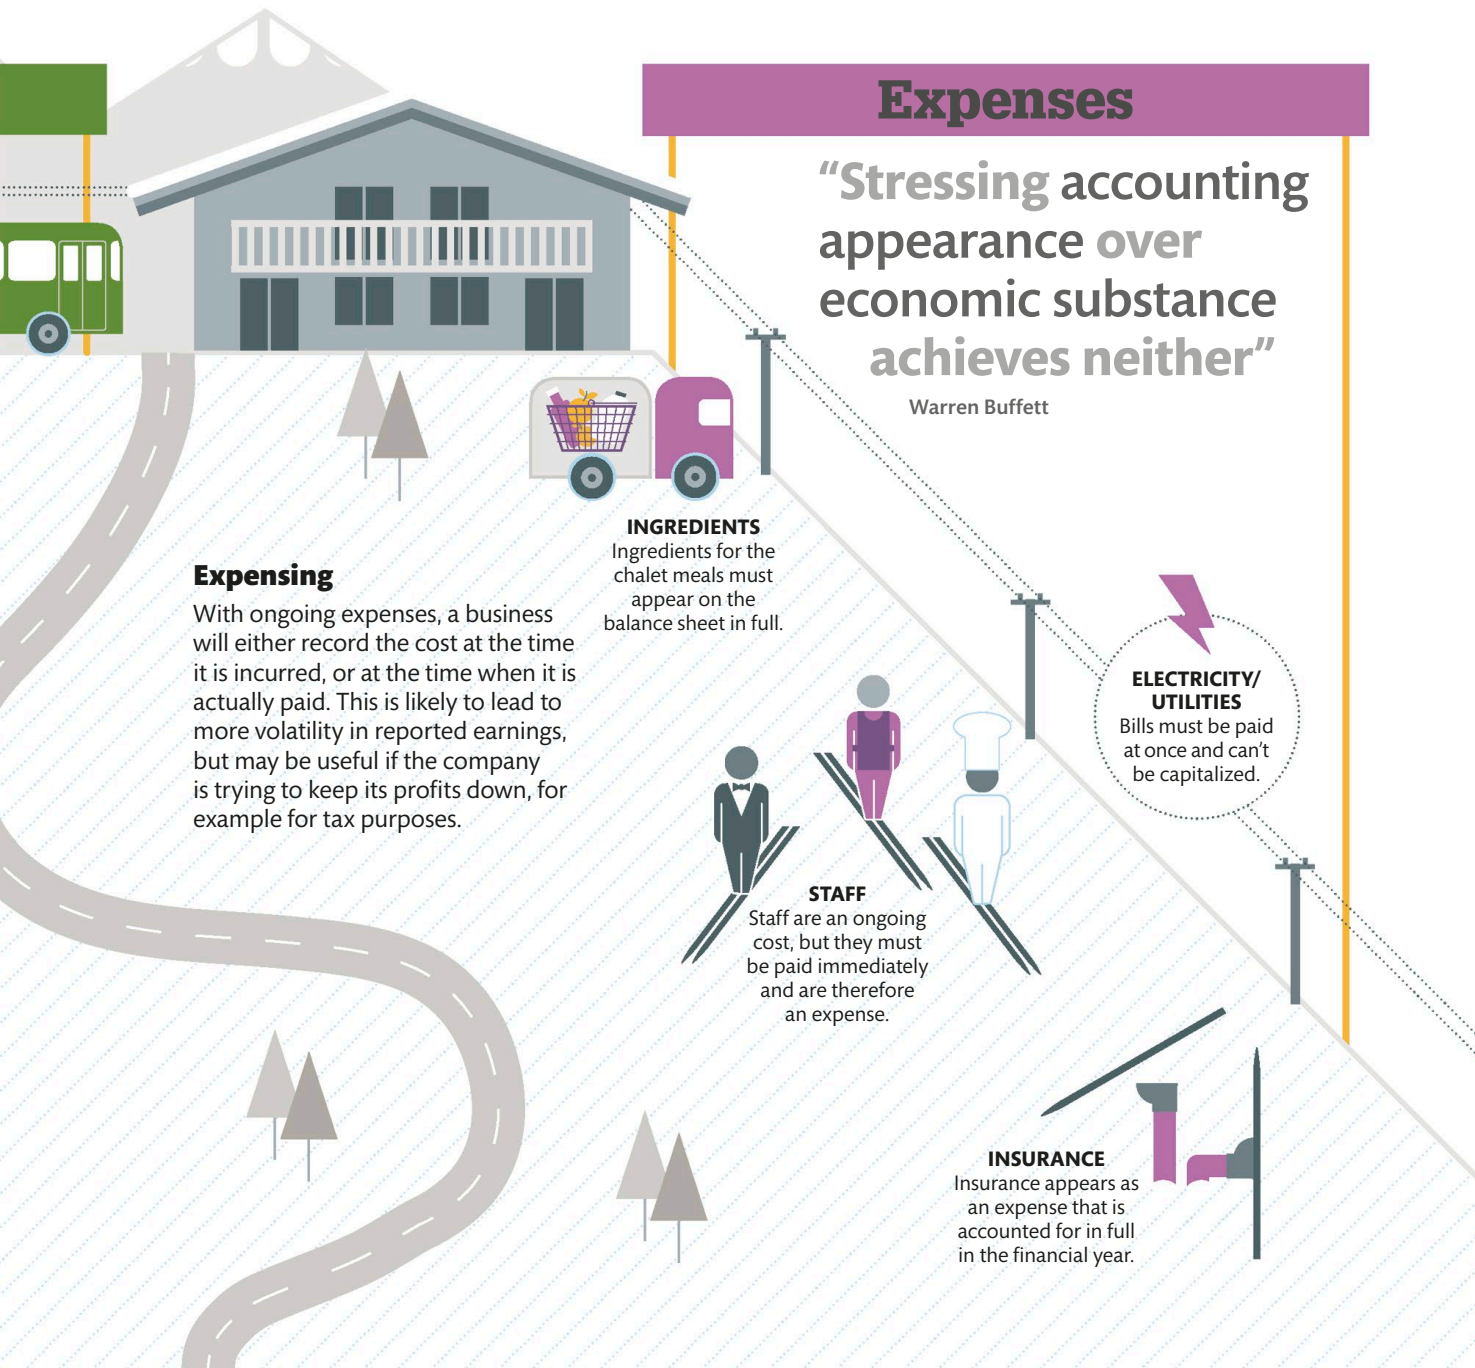 Expenses
“Stressing accounting
appearance over
economic substance
achieves neither”
Warren Buffett
INGREDIENTS
Ingredients for the
chalet meals must
appear on the
balance sheet in full.
Expensing
With ongoing expenses, a business
will either record the cost at the time
it is incurred, or at the time when it is
actually paid. This is likely to lead to
more volatility in reported earnings,
but may be useful if the company
is trying to keep its profits down, for
example for tax purposes.
ELECTRICITY/
UTILITIES
Bills must be paid
at once and can’t
be capitalized.
STAFF
Staff are an ongoing
cost, but they must
be paid immediately
and are therefore
an expense.
INSURANCE
Insurance appears as
an expense that is
accounted for in full
in the financial year.